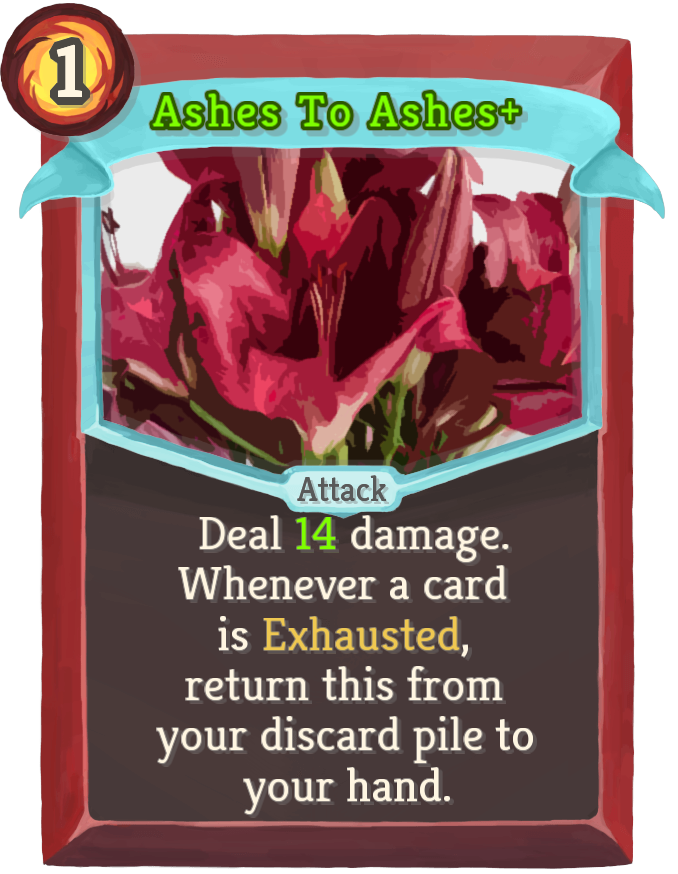 1
Ashes To Ashes+
Attack
Deal 14 damage.
Whenever a card
is Exhausted,
return this from
your discard pile to
your hand.